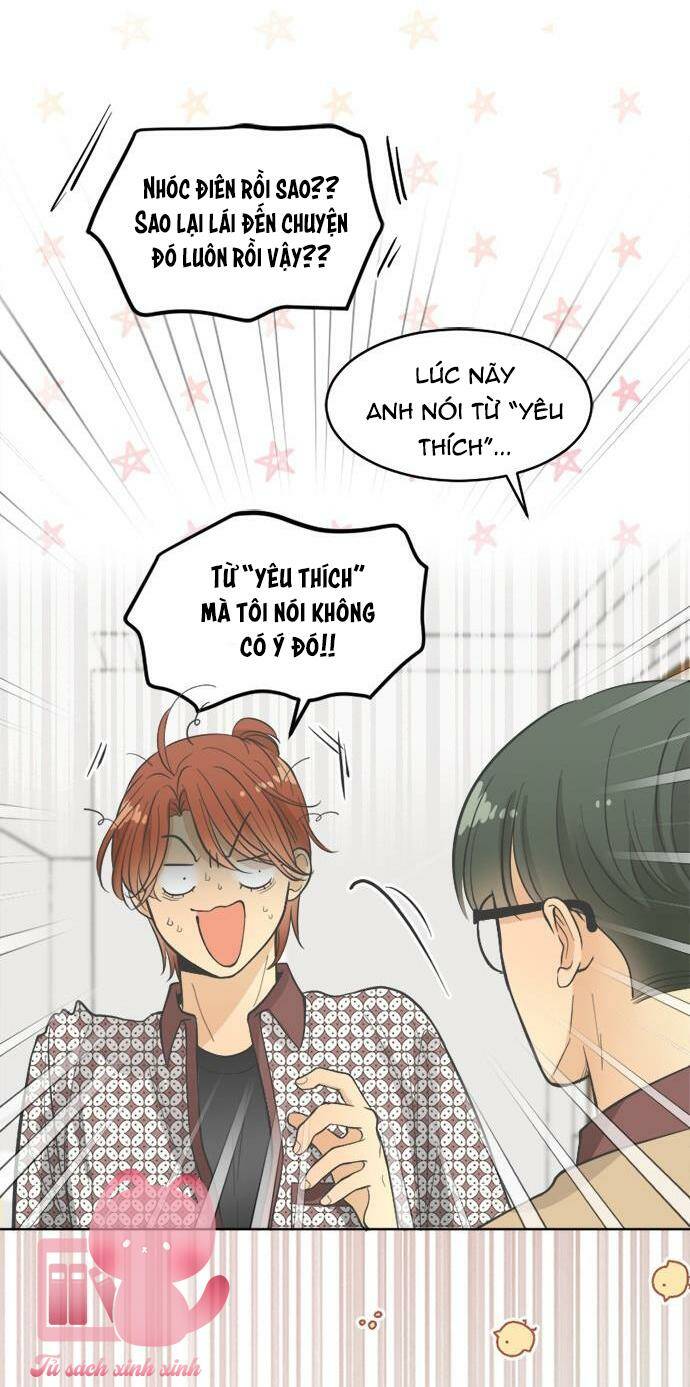 NHÓC ĐIÊN RỒI SAO??
SAO LẠI LÁI ĐẾN CHUYỆN
ĐÓ LUÔN RỒI VẬY??
LÚC NÃY
ANH NÓI TỪ “YÊU
THÍCH”...
TỪ “YÊU THÍCH”
MÀ TÔI NÓI KHÔNG
CÓ Ý ĐÓ!!
Tủ sách xinh xinh